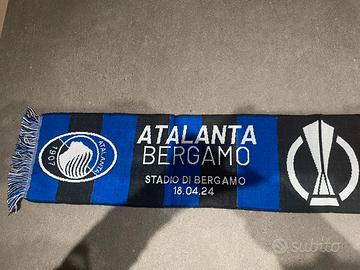 1907
ATALANTA
ATALANTA
BERGAMO
STADIO DI BERGAMO
18.04.24
subito